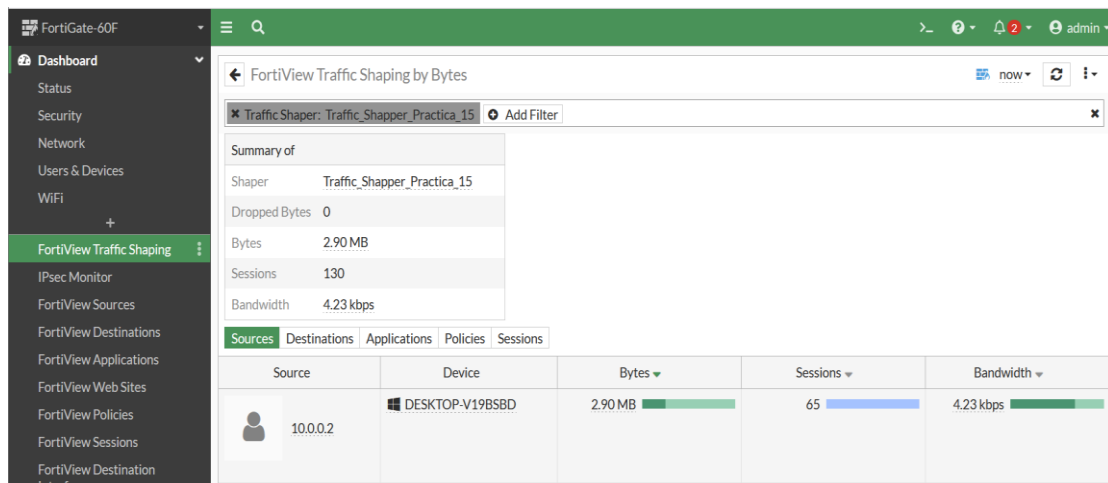 FortiGate-60F
>_ ? 2 admin
Dashboard
Status
Security
Network
Users & Devices
WiFi
+
FortiView Traffic Shaping
IPsec Monitor
FortiView Sources
FortiView Destinations
FortiView Applications
FortiView Web Sites
FortiView Policies
FortiView Sessions
FortiView Destination
FortiView Traffic Shaping by Bytes
now
Traffic Shaper: Traffic_Shapper_Practica_15 Add Filter
Summary of
Shaper Traffic_Shapper_Practica_15
Dropped Bytes 0
Bytes 2.90 MB
Sessions 130
Bandwidth 4.23 kbps
Sources Destinations Applications Policies Sessions
Source Device Bytes Sessions Bandwidth
10.0.0.2 DESKTOP-V19BSBD 2.90 MB 65 4.23 kbps